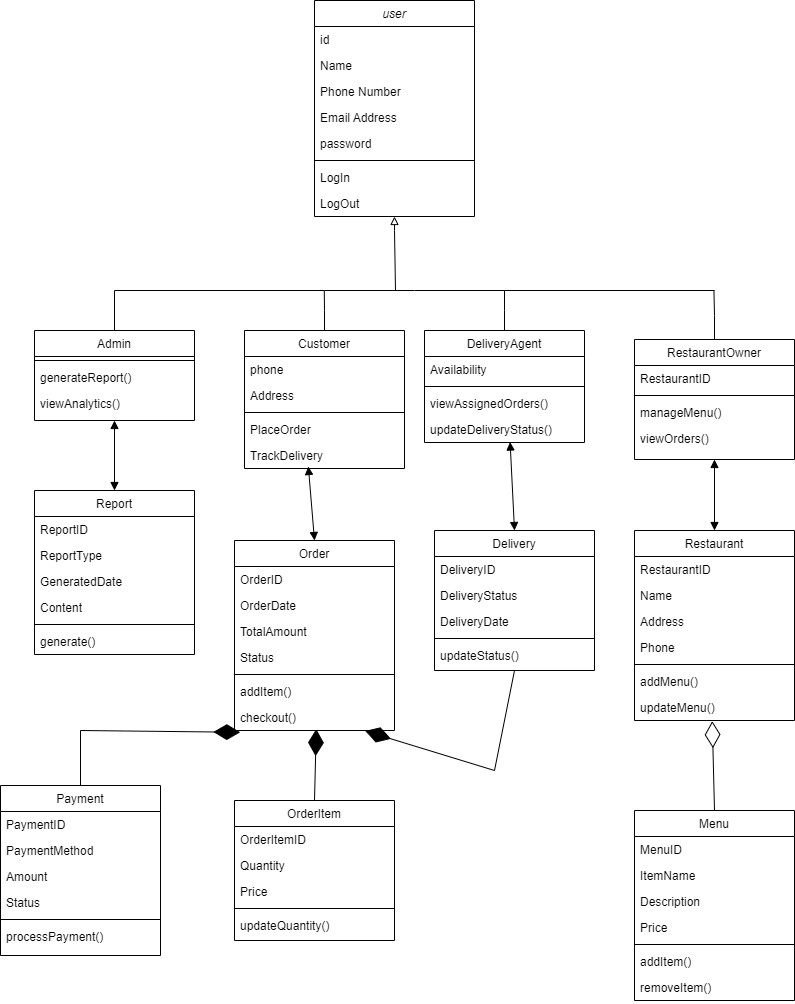 user
id
Name
Phone Number
Email Address
password
LogIn
LogOut
Admin
generateReport()
viewAnalytics()
Customer
phone
Address
PlaceOrder
TrackDelivery
DeliveryAgent
Availability
viewAssignedOrders()
updateDeliveryStatus()
RestaurantOwner
RestaurantID
manageMenu()
viewOrders()
Report
ReportID
ReportType
GeneratedDate
Content
generate()
Order
OrderID
OrderDate
TotalAmount
Status
addItem()
checkout()
Delivery
DeliveryID
DeliveryStatus
DeliveryDate
updateStatus()
Restaurant
RestaurantID
Name
Address
Phone
addMenu()
updateMenu()
Payment
PaymentID
PaymentMethod
Amount
Status
processPayment()
OrderItem
OrderItemID
Quantity
Price
updateQuantity()
Menu
MenuID
ItemName
Description
Price
addItem()
removeItem()